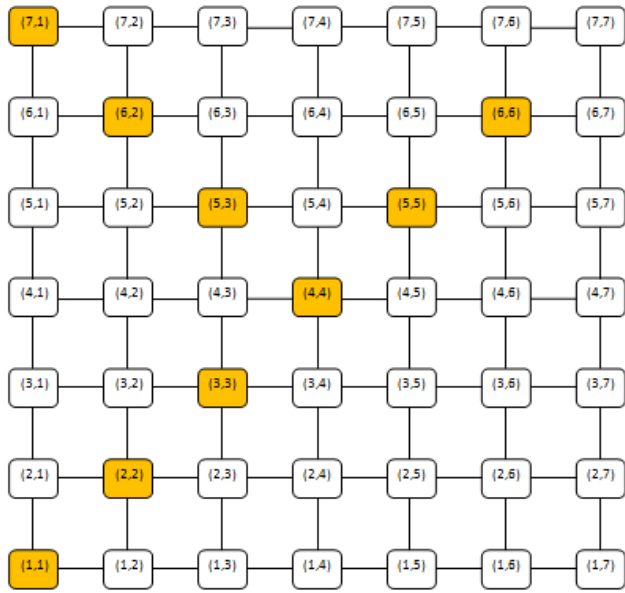 (7,1) (7,2) (7,3) (7,4) (7,5) (7,6) (7,7)
(6,1) (6,2) (6,3) (6,4) (6,5) (6,6) (6,7)
(5,1) (5,2) (5,3) (5,4) (5,5) (5,6) (5,7)
(4,1) (4,2) (4,3) (4,4) (4,5) (4,6) (4,7)
(3,1) (3,2) (3,3) (3,4) (3,5) (3,6) (3,7)
(2,1) (2,2) (2,3) (2,4) (2,5) (2,6) (2,7)
(1,1) (1,2) (1,3) (1,4) (1,5) (1,6) (1,7)